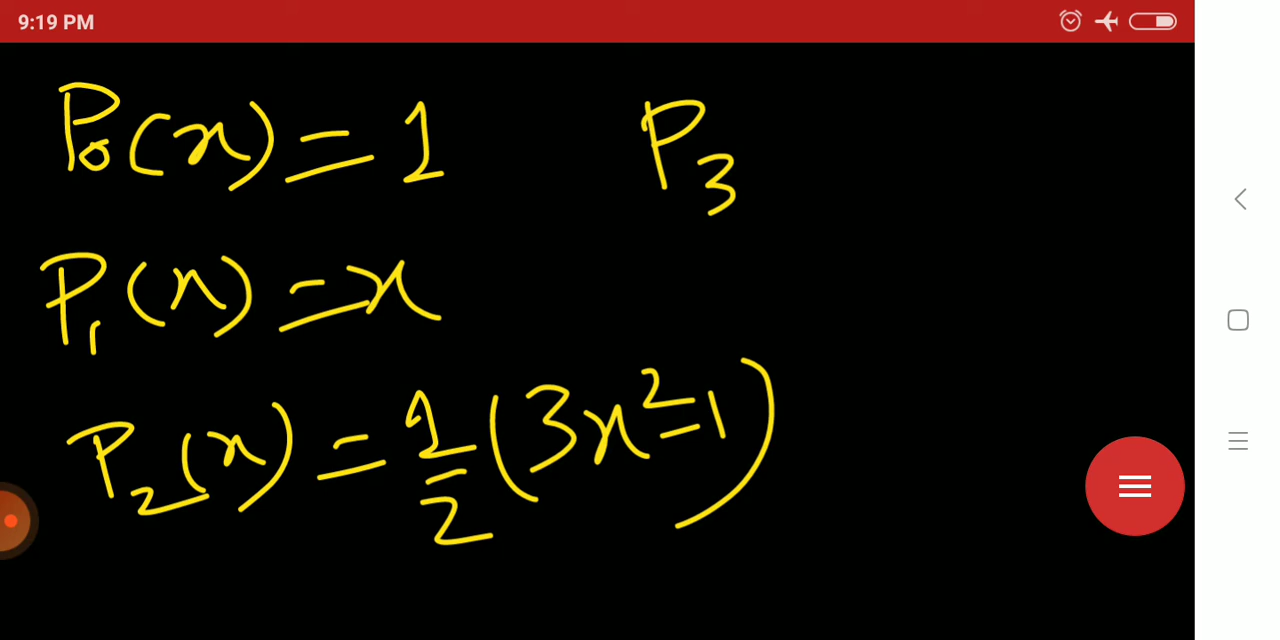 9:19 PM
P₀(x) = 1
P₃
P₁(x) = x
P₂(x) = 1/2 (3x² - 1)